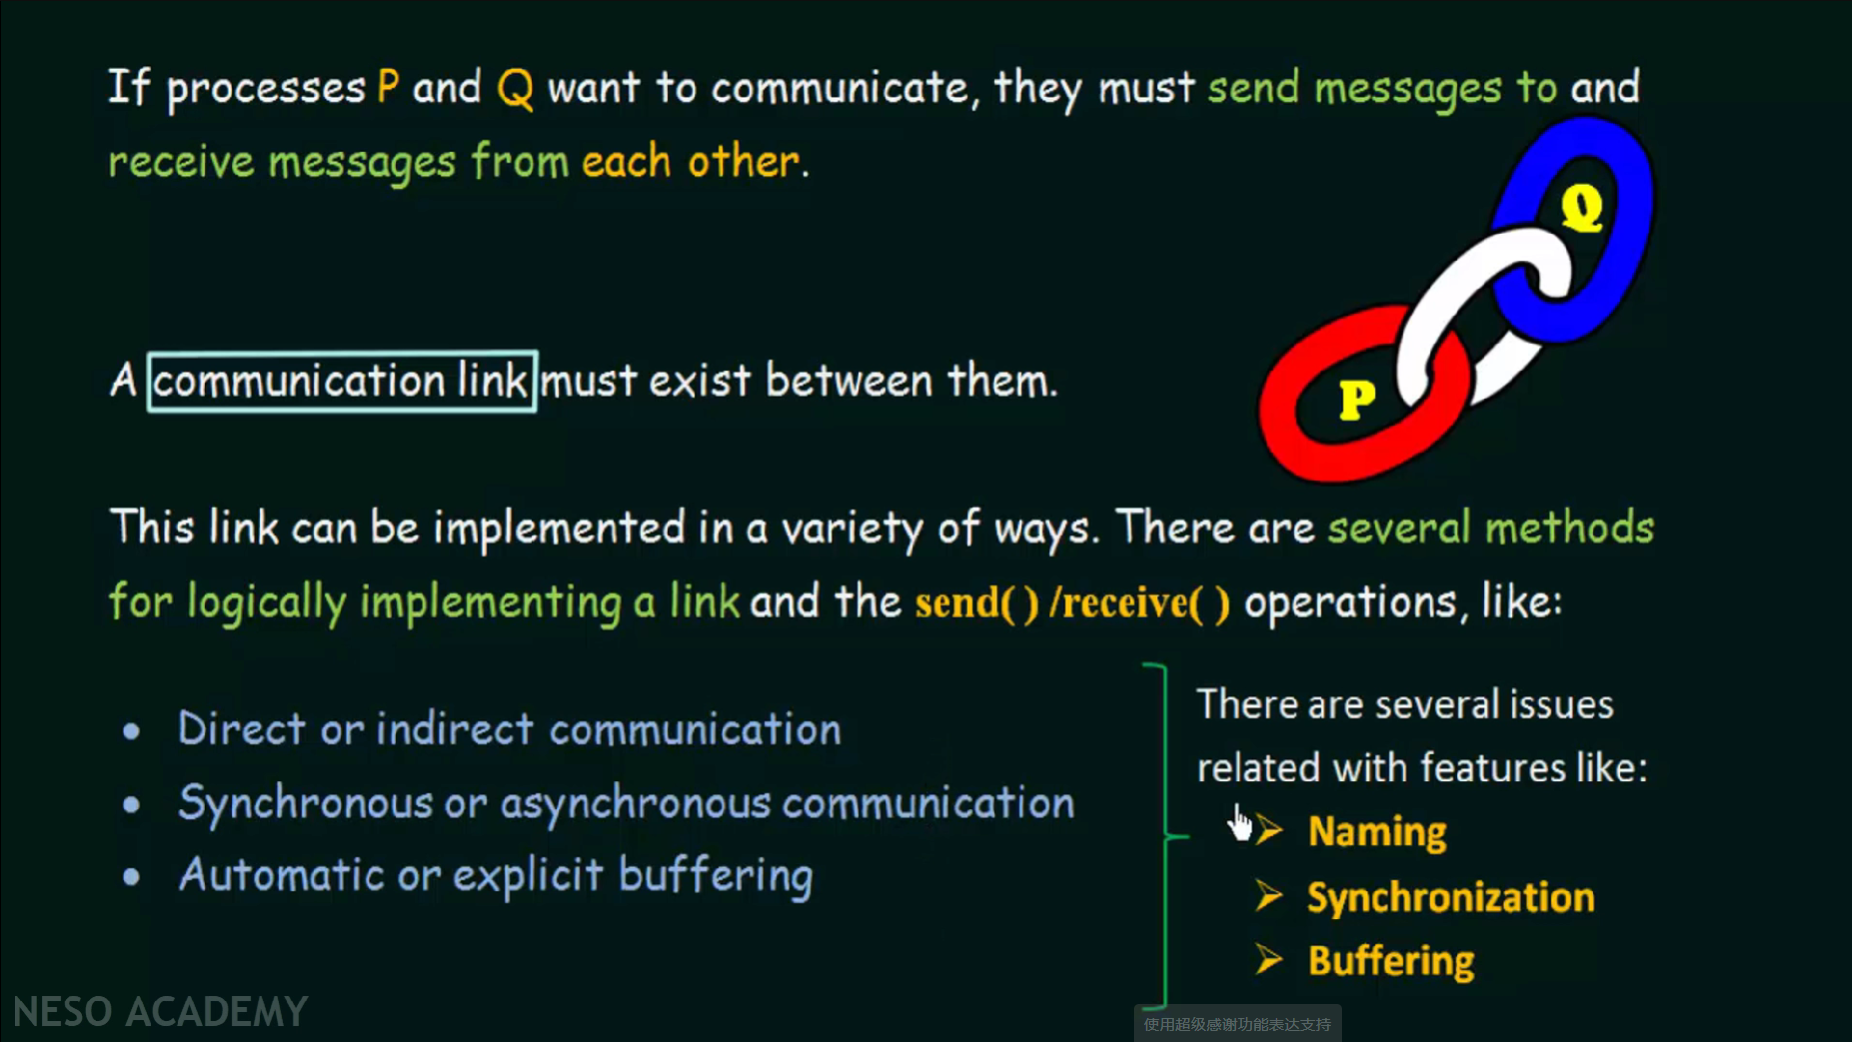 If processes P and Q want to communicate, they must send messages to and
receive messages from each other.
Q
A communication link must exist between them.
P
This link can be implemented in a variety of ways. There are several methods
for logically implementing a link and the send( ) /receive( ) operations, like:
• Direct or indirect communication
• Synchronous or asynchronous communication
• Automatic or explicit buffering
There are several issues
related with features like:
➢ Naming
➢ Synchronization
➢ Buffering
NESO ACADEMY
使用超级感谢功能表达支持